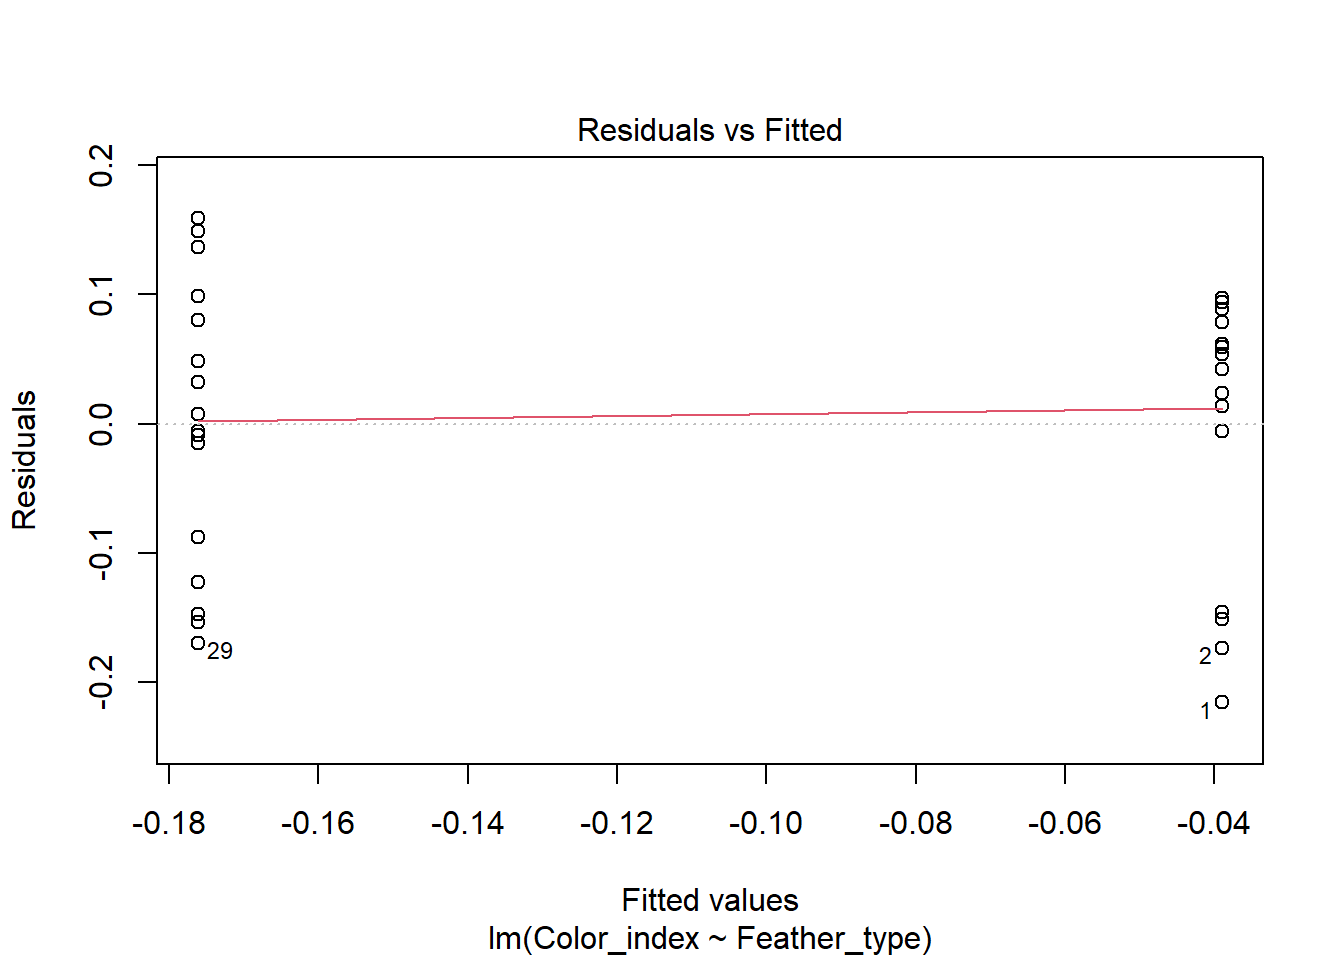 Residuals vs Fitted
0.2
0.1
0.0
-0.1
-0.2
Residuals
29
2
1
-0.18 -0.16 -0.14 -0.12 -0.10 -0.08 -0.06 -0.04
Fitted values
lm(Color_index ~ Feather_type)